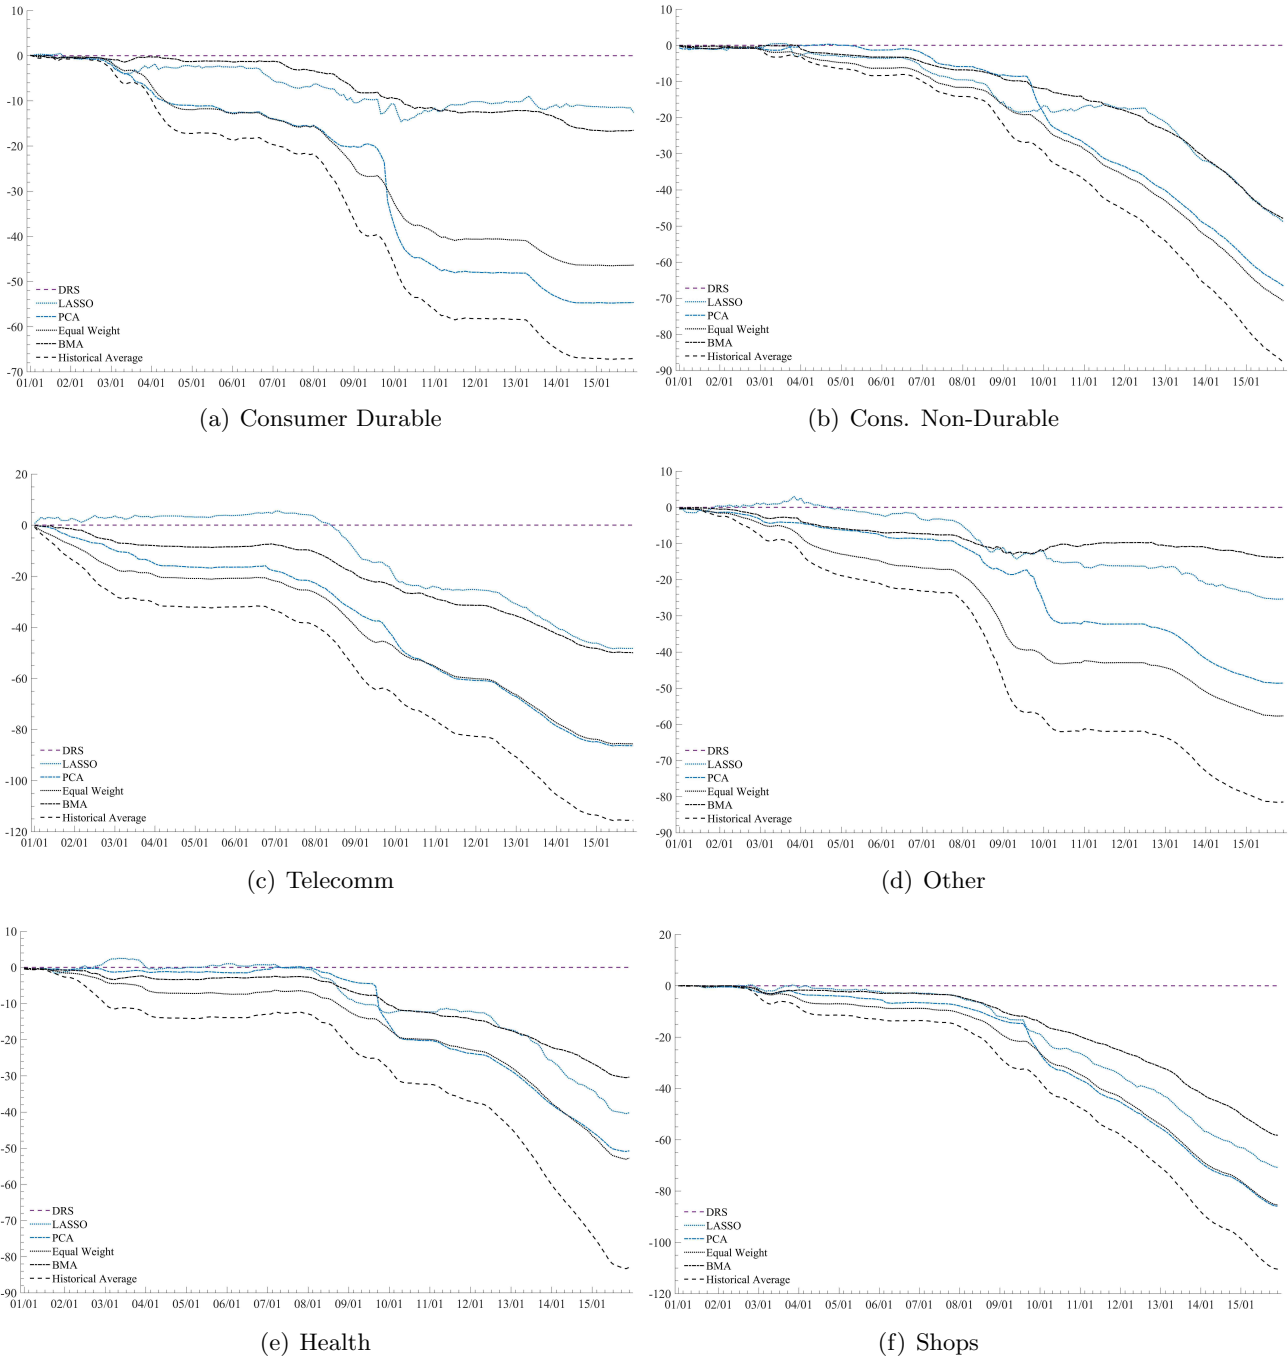 10
0
-10
-20
-30
-40
-50
-60
-70
DRS
LASSO
PCA
Equal Weight
BMA
Historical Average
01/01 02/01 03/01 04/01 05/01 06/01 07/01 08/01 09/01 10/01 11/01 12/01 13/01 14/01 15/01
(a) Consumer Durable
10
0
-10
-20
-30
-40
-50
-60
-70
-80
-90
DRS
LASSO
PCA
Equal Weight
BMA
Historical Average
01/01 02/01 03/01 04/01 05/01 06/01 07/01 08/01 09/01 10/01 11/01 12/01 13/01 14/01 15/01
(b) Cons. Non-Durable
20
0
-20
-40
-60
-80
-100
-120
DRS
LASSO
PCA
Equal Weight
BMA
Historical Average
01/01 02/01 03/01 04/01 05/01 06/01 07/01 08/01 09/01 10/01 11/01 12/01 13/01 14/01 15/01
(c) Telecomm
10
0
-10
-20
-30
-40
-50
-60
-70
-80
-90
DRS
LASSO
PCA
Equal Weight
BMA
Historical Average
01/01 02/01 03/01 04/01 05/01 06/01 07/01 08/01 09/01 10/01 11/01 12/01 13/01 14/01 15/01
(d) Other
10
0
-10
-20
-30
-40
-50
-60
-70
-80
-90
DRS
LASSO
PCA
Equal Weight
BMA
Historical Average
01/01 02/01 03/01 04/01 05/01 06/01 07/01 08/01 09/01 10/01 11/01 12/01 13/01 14/01 15/01
(e) Health
20
0
-20
-40
-60
-80
-100
-120
DRS
LASSO
PCA
Equal Weight
BMA
Historical Average
01/01 02/01 03/01 04/01 05/01 06/01 07/01 08/01 09/01 10/01 11/01 12/01 13/01 14/01 15/01
(f) Shops